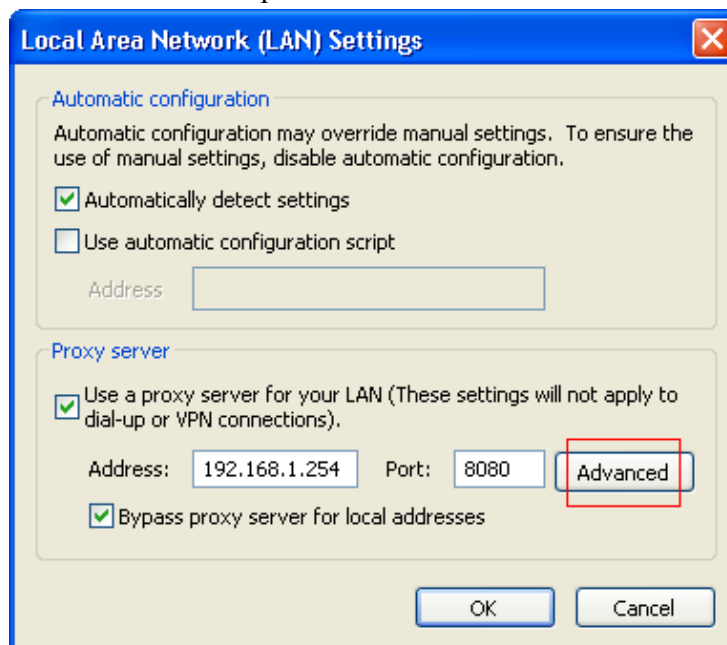 Local Area Network (LAN) Settings
Automatic configuration
Automatic configuration may override manual settings. To ensure the
use of manual settings, disable automatic configuration.
Automatically detect settings
Use automatic configuration script
Address
Proxy server
Use a proxy server for your LAN (These settings will not apply to
dial-up or VPN connections).
Address: 192.168.1.254 Port: 8080 Advanced
Bypass proxy server for local addresses
OK Cancel